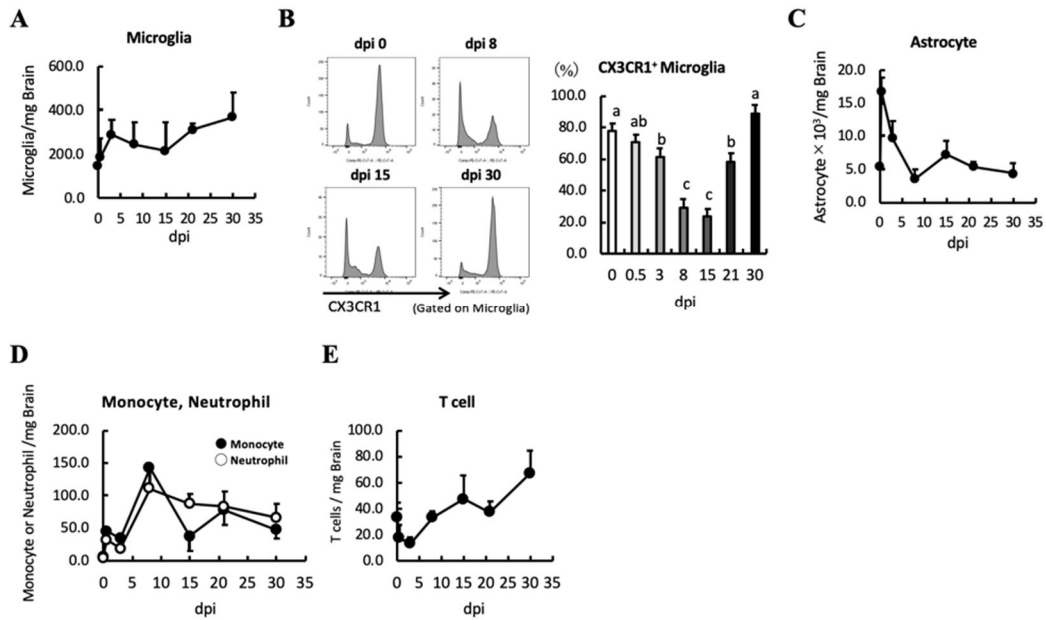 A
Microglia
Microglia/mg Brain
600.0
400.0
200.0
0.0
0 5 10 15 20 25 30 35
dpi
B
dpi 0
dpi 8
dpi 15
dpi 30
Count
CX3CR1
(Gated on Microglia)
(%) CX3CR1+ Microglia
100.0
80.0
60.0
40.0
20.0
0.0
a ab b c c b a
0 0.5 3 8 15 21 30
dpi
C
Astrocyte
Astrocyte × 10³/mg Brain
20.0
15.0
10.0
5.0
0.0
0 5 10 15 20 25 30 35
dpi
D
Monocyte, Neutrophil
Monocyte or Neutrophil /mg Brain
200.0
150.0
100.0
50.0
0.0
Monocyte
Neutrophil
0 5 10 15 20 25 30 35
dpi
E
T cell
T cells / mg Brain
100.0
80.0
60.0
40.0
20.0
0.0
0 5 10 15 20 25 30 35
dpi